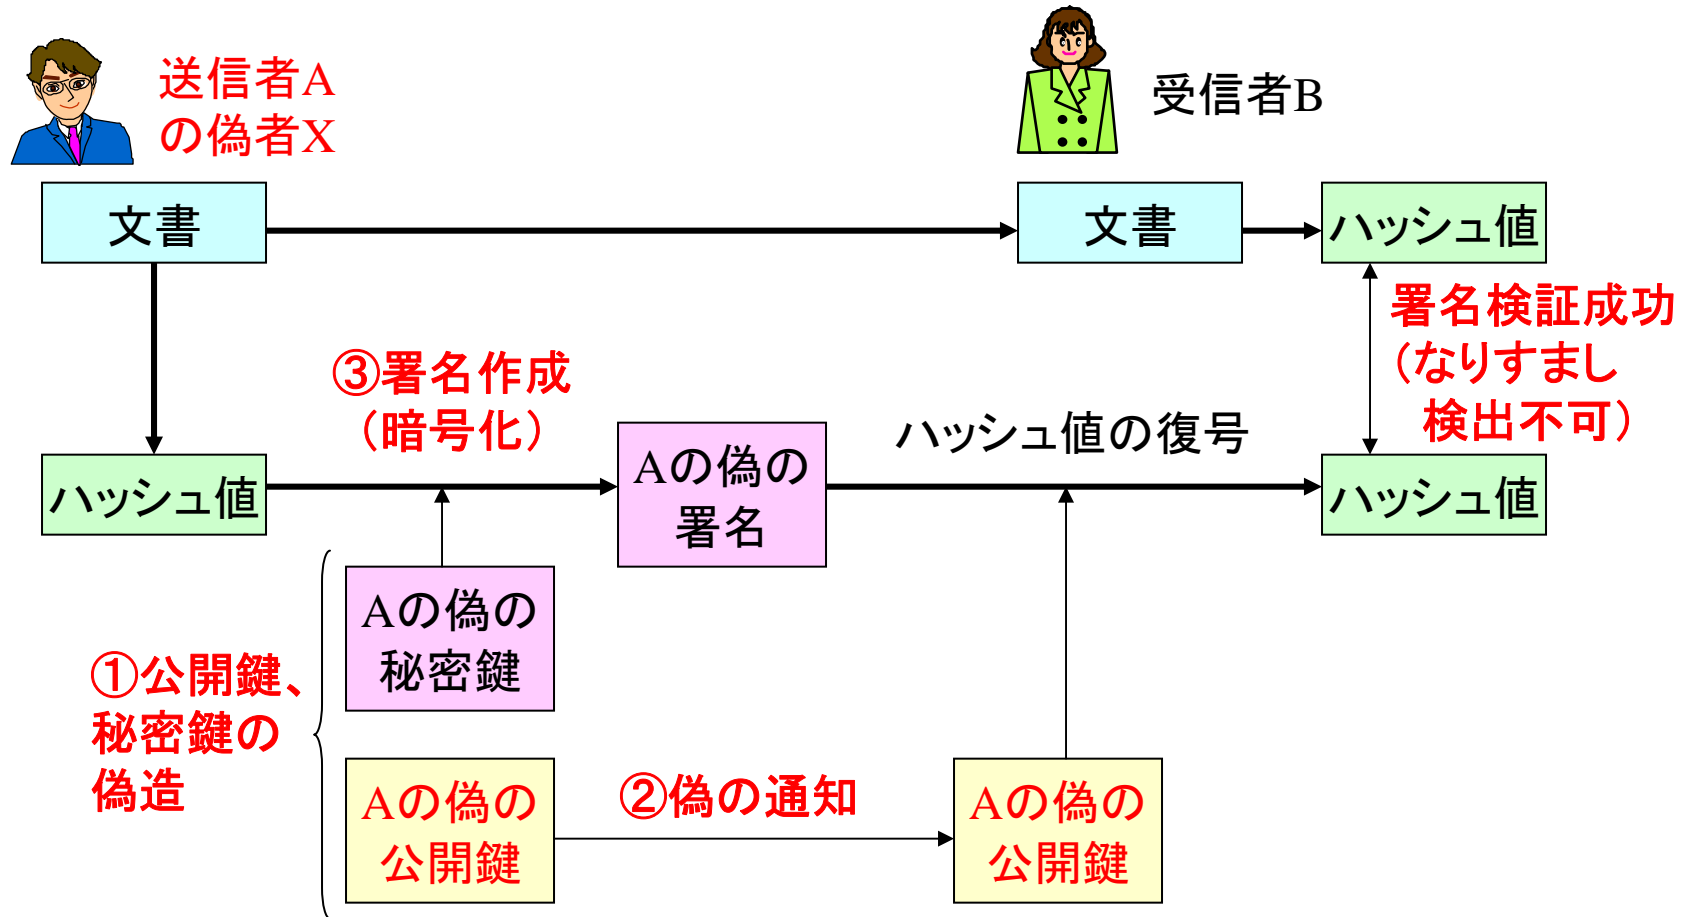 送信者A
の偽者X
受信者B
文書
文書
ハッシュ値
署名検証成功
（なりすまし
検出不可）
③署名作成
（暗号化）
ハッシュ値の復号
ハッシュ値
Aの偽の
署名
ハッシュ値
Aの偽の
秘密鍵
①公開鍵、
秘密鍵の
偽造
Aの偽の
公開鍵
②偽の通知
Aの偽の
公開鍵